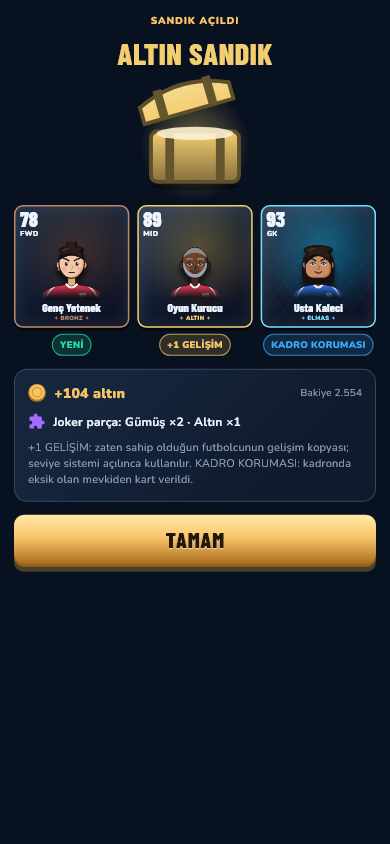 SANDIK AÇILDI
ALTIN SANDIK
78
FWD
Genç Yetenek
BRONZ
89
MID
Oyun Kurucu
ALTIN
93
GK
Usta Kaleci
ELMAS
YENİ
+1 GELİŞİM
KADRO KORUMASI
+104 altın
Bakiye 2.554
Joker parça: Gümüş ×2 · Altın ×1
+1 GELİŞİM: zaten sahip olduğun futbolcunun gelişim kopyası;
seviye sistemi açılınca kullanılır. KADRO KORUMASI: kadronda
eksik olan mevkiden kart verildi.
TAMAM